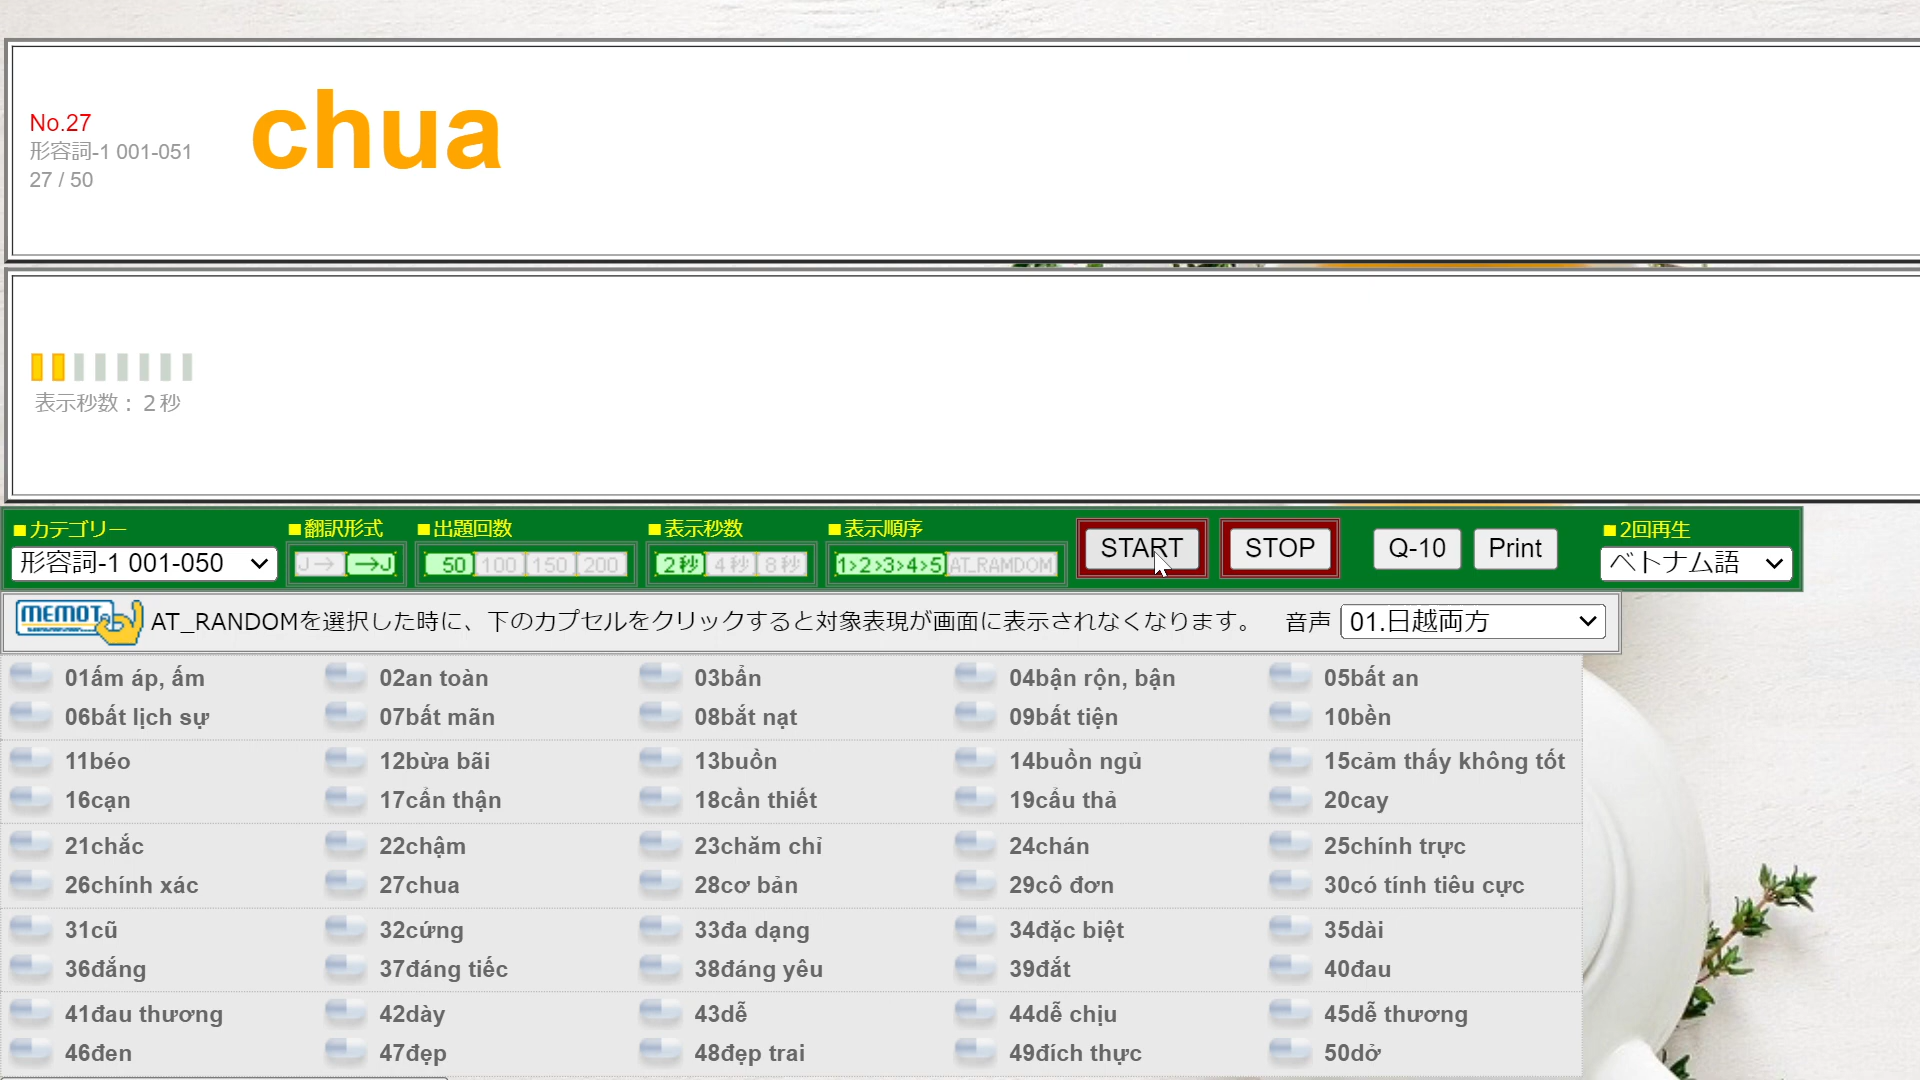 No.27
形容詞-1 001-051
27 / 50
chua
表示秒数：２秒
■カテゴリー
■翻訳形式
■出題回数
■表示秒数
■表示順序
■2回再生
形容詞-1 001-050
J→ →J
50 100 150 200
2秒 4秒 8秒
1>2>3>4>5 AT_RAMDOM
START
STOP
Q-10
Print
ベトナム語
MEMOT
AT_RANDOMを選択した時に、下のカプセルをクリックすると対象表現が画面に表示されなくなります。 音声 01.日越両方
01ấm áp, ấm 02an toàn 03bẩn 04bận rộn, bận 05bất an
06bất lịch sự 07bất mãn 08bắt nạt 09bất tiện 10bền
11béo 12bừa bãi 13buồn 14buồn ngủ 15cảm thấy không tốt
16cạn 17cẩn thận 18cần thiết 19cẩu thả 20cay
21chắc 22chậm 23chăm chỉ 24chán 25chính trực
26chính xác 27chua 28cơ bản 29cô đơn 30có tính tiêu cực
31cũ 32cứng 33đa dạng 34đặc biệt 35dài
36đắng 37đáng tiếc 38đáng yêu 39đắt 40đau
41đau thương 42dày 43dễ 44dễ chịu 45dễ thương
46đen 47đẹp 48đẹp trai 49đích thực 50dở